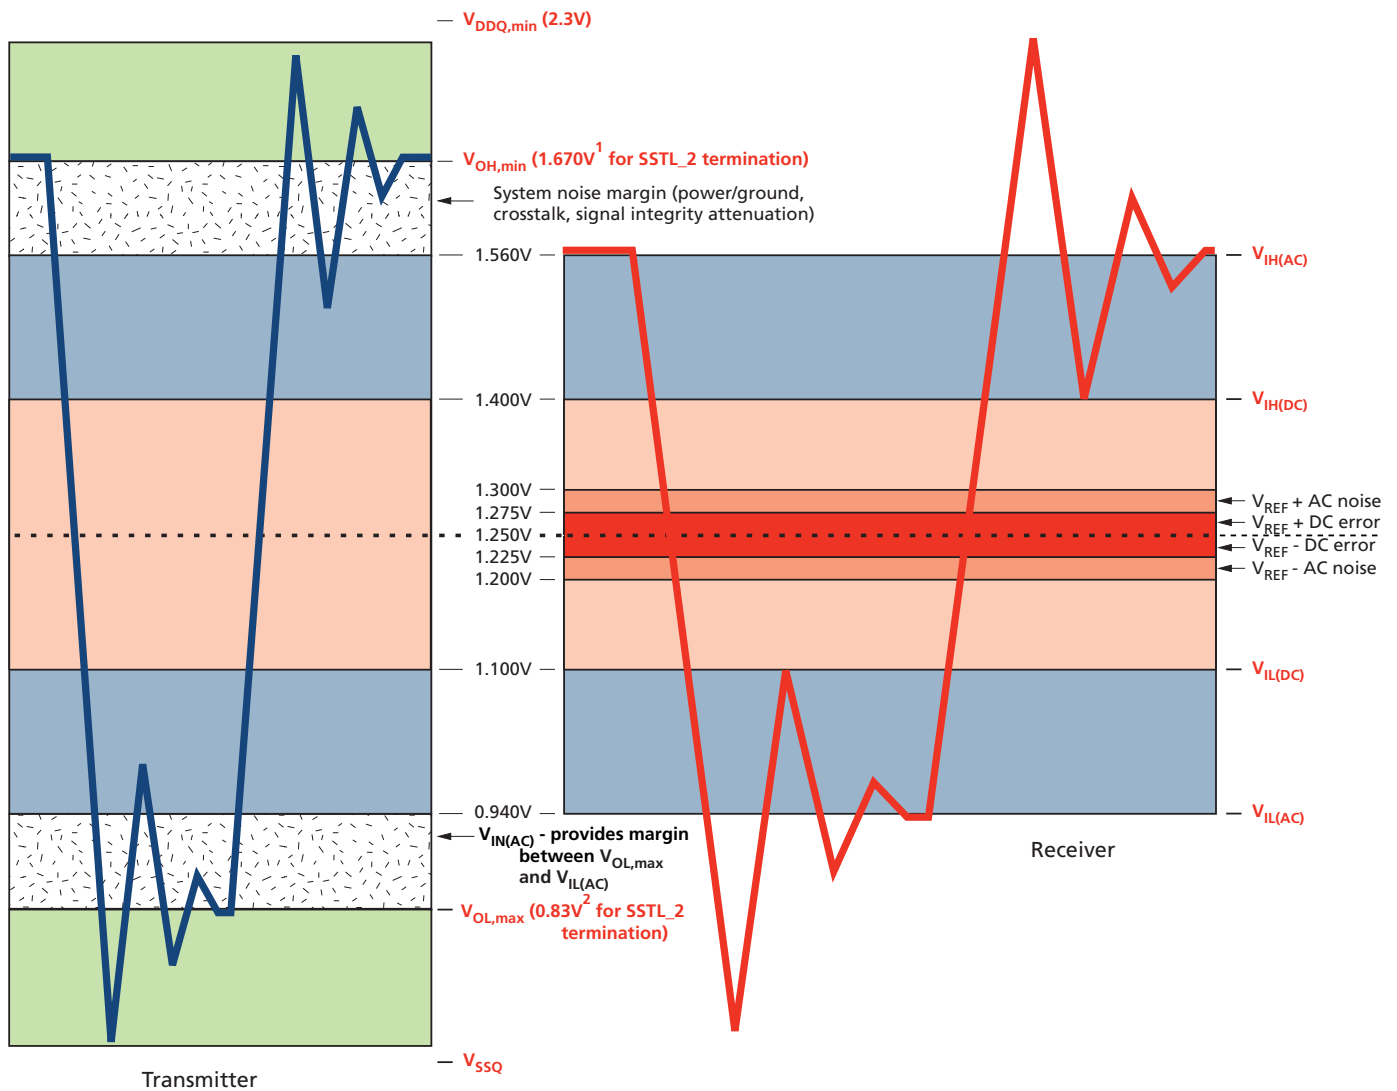 VDDQ,min (2.3V)
VOH,min (1.670V1 for SSTL_2 termination)
System noise margin (power/ground,
crosstalk, signal integrity attenuation)
1.560V
VIH(AC)
1.400V
VIH(DC)
1.300V
VREF + AC noise
1.275V
VREF + DC error
1.250V
VREF - DC error
1.225V
VREF - AC noise
1.200V
1.100V
VIL(DC)
0.940V
VIL(AC)
VIN(AC) - provides margin
between VOL,max
and VIL(AC)
Receiver
VOL,max (0.83V2 for SSTL_2
termination)
VSSQ
Transmitter